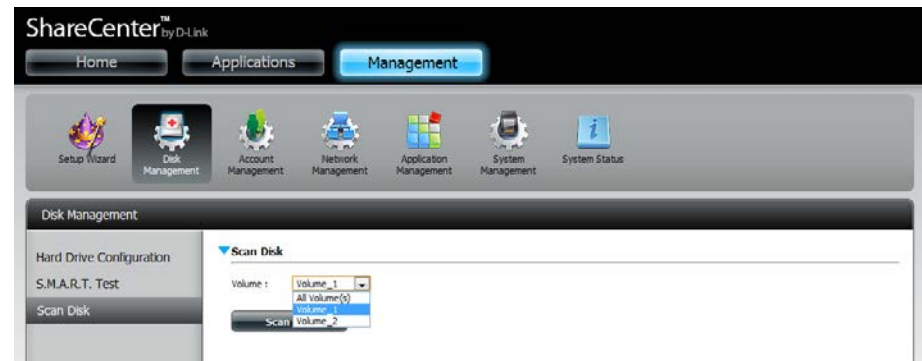 ShareCenter™ by D-Link
Home Applications Management
Setup Wizard Disk Management Account Management Network Management Application Management System Management System Status
Disk Management
Hard Drive Configuration
S.M.A.R.T. Test
Scan Disk
Scan Disk
Volume : Volume_1
All Volume(s)
Volume_1
Volume_2
Scan